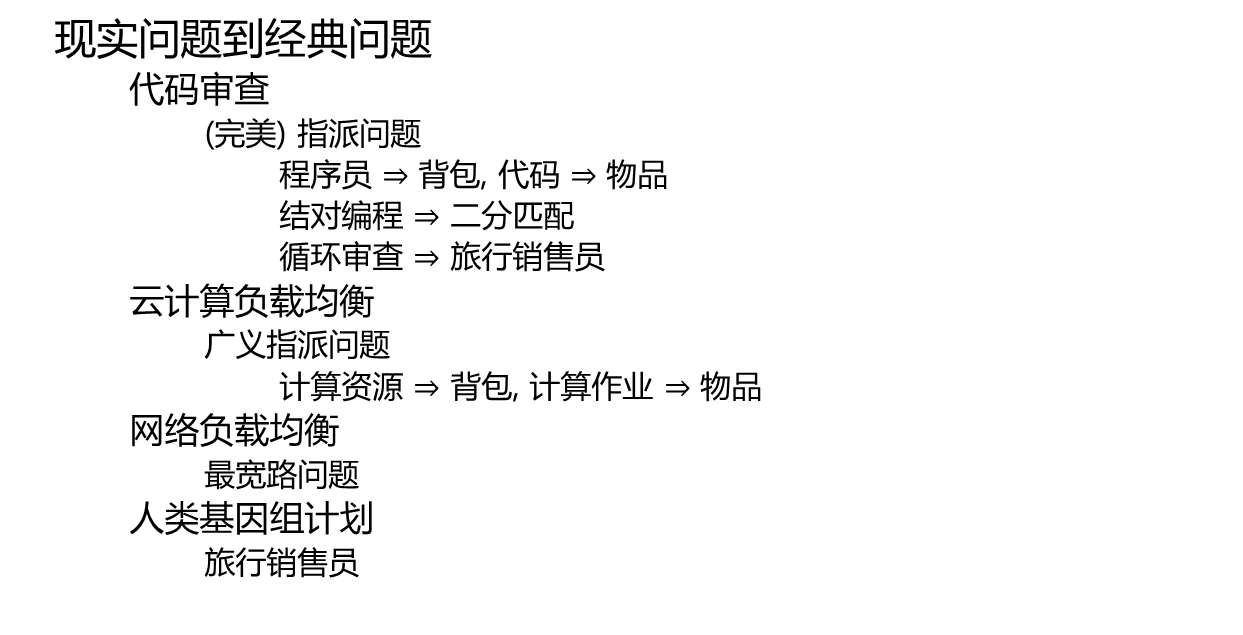 现实问题到经典问题
代码审查
(完美) 指派问题
程序员 ⇒ 背包, 代码 ⇒ 物品
结对编程 ⇒ 二分匹配
循环审查 ⇒ 旅行销售员
云计算负载均衡
广义指派问题
计算资源 ⇒ 背包, 计算作业 ⇒ 物品
网络负载均衡
最宽路问题
人类基因组计划
旅行销售员